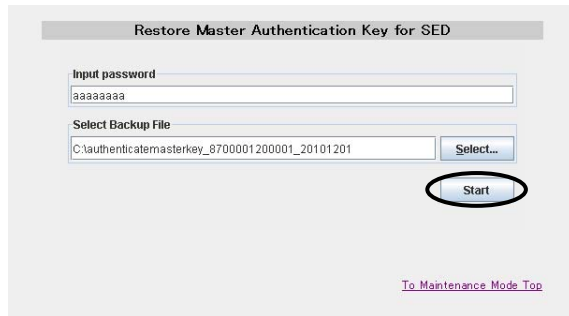 Restore Master Authentication Key for SED
Input password
aaaaaaaa
Select Backup File
C:\authenticatemasterkey_8700001200001_20101201
Select...
Start
To Maintenance Mode Top